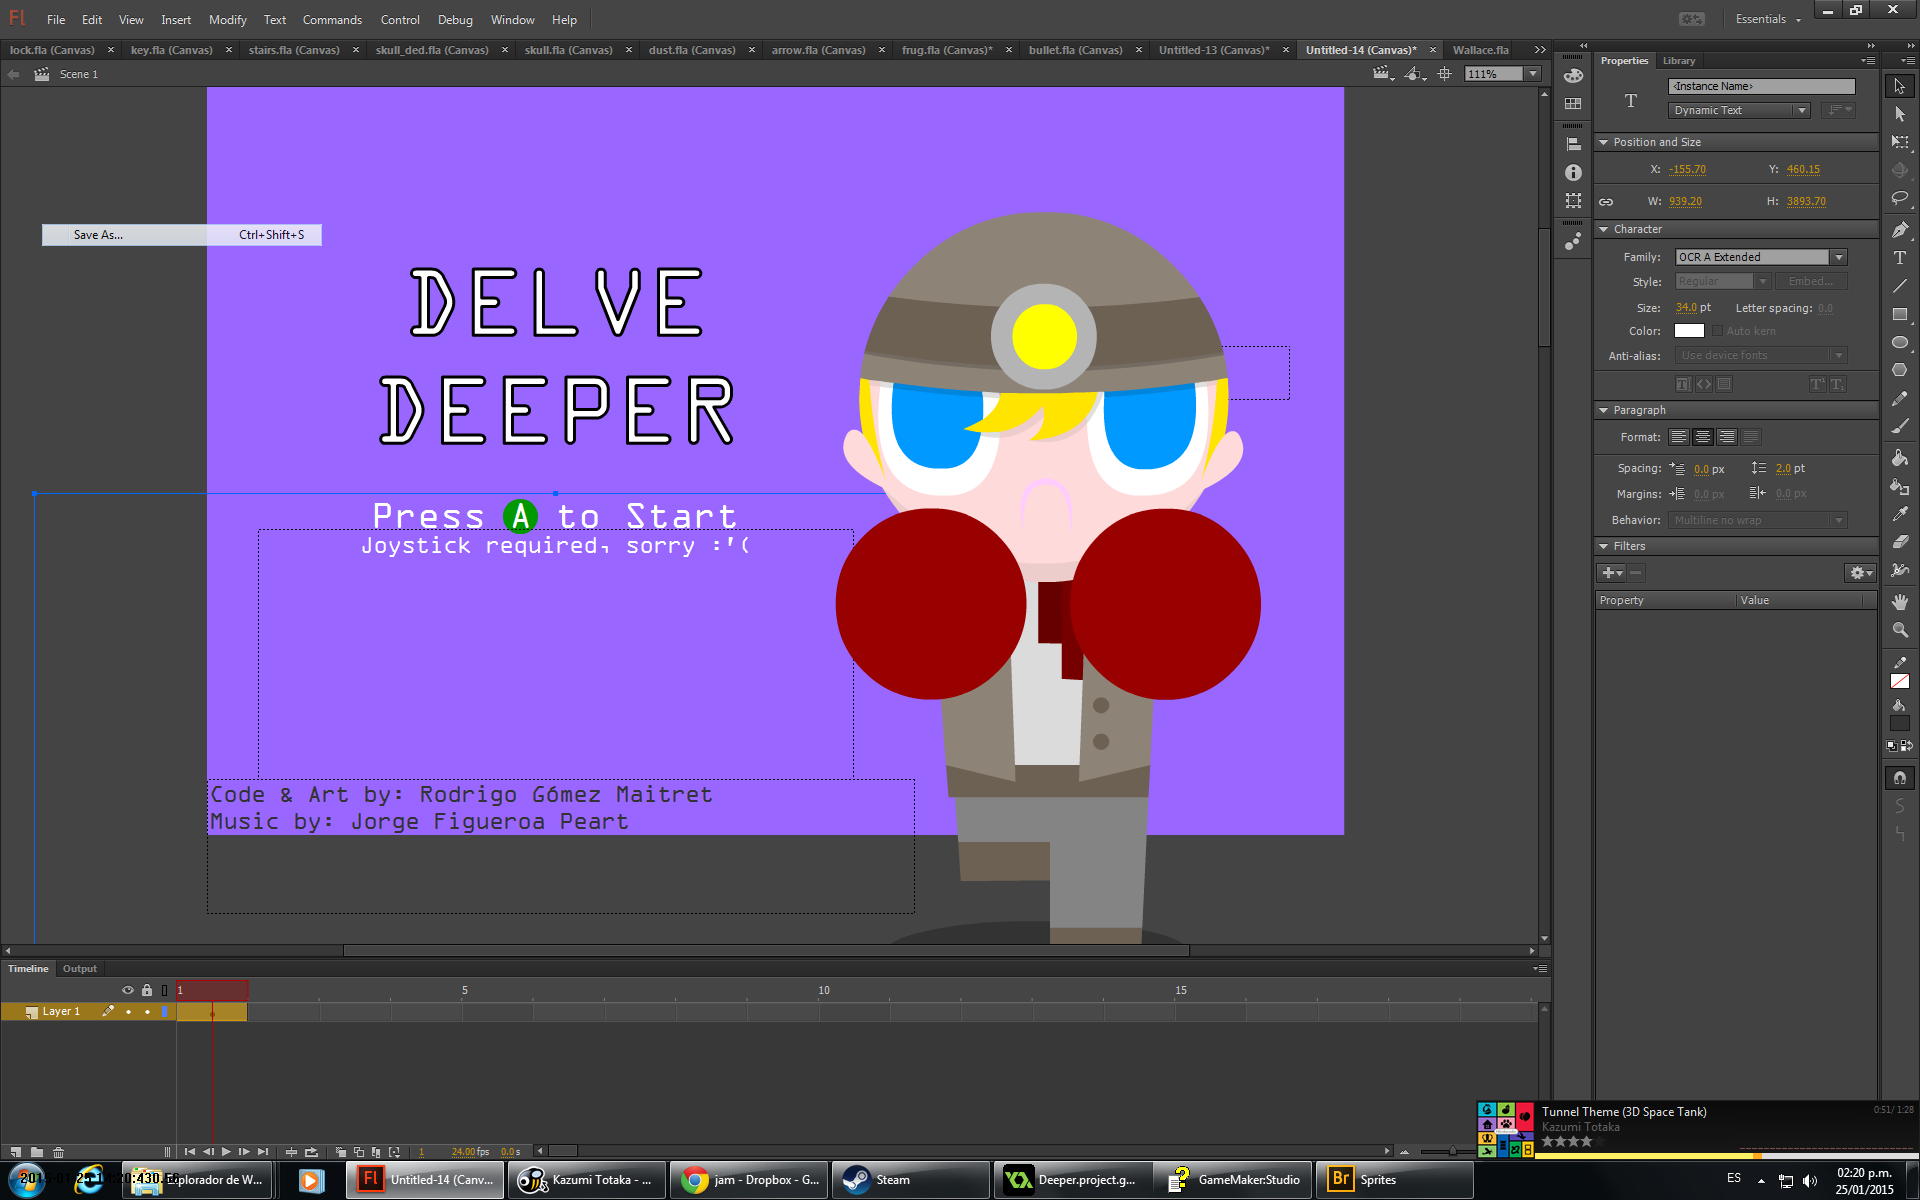 Fl File Edit View Insert Modify Text Commands Control Debug Window Help Essentials
lock.fla (Canvas) × key.fla (Canvas) × stairs.fla (Canvas) × skull_ded.fla (Canvas) × skull.fla (Canvas) × dust.fla (Canvas) × arrow.fla (Canvas) × frug.fla (Canvas)* × bullet.fla (Canvas) × Untitled-13 (Canvas)* × Untitled-14 (Canvas)* × Wallace.fla
Scene 1
111%
Save As... Ctrl+Shift+S
DELVE
DEEPER
Press A to Start
Joystick required, sorry :'(
Code & Art by: Rodrigo Gómez Maitret
Music by: Jorge Figueroa Peart
Properties Library
T <Instance Name>
Dynamic Text
Position and Size
X: -155.70 Y: 460.15
W: 939.20 H: 3893.70
Character
Family: OCR A Extended
Style: Regular Embed...
Size: 34.0 pt Letter spacing: 0.0
Color: Auto kern
Anti-alias: Use device fonts
Paragraph
Format:
Spacing: 0.0 px 2.0 pt
Margins: 0.0 px 0.0 px
Behavior: Multiline no wrap
Filters
Property Value
Timeline Output
1 5 10 15
Layer 1
1 24.00 fps 0.0 s
Tunnel Theme (3D Space Tank) 0:51/ 1:28
Kazumi Totaka
Explorador de W...
Fl Untitled-14 (Canv...
Kazumi Totaka - ...
jam - Dropbox - G...
Steam
Deeper.project.g...
GameMaker:Studio
Br Sprites
ES
02:20 p.m.
25/01/2015